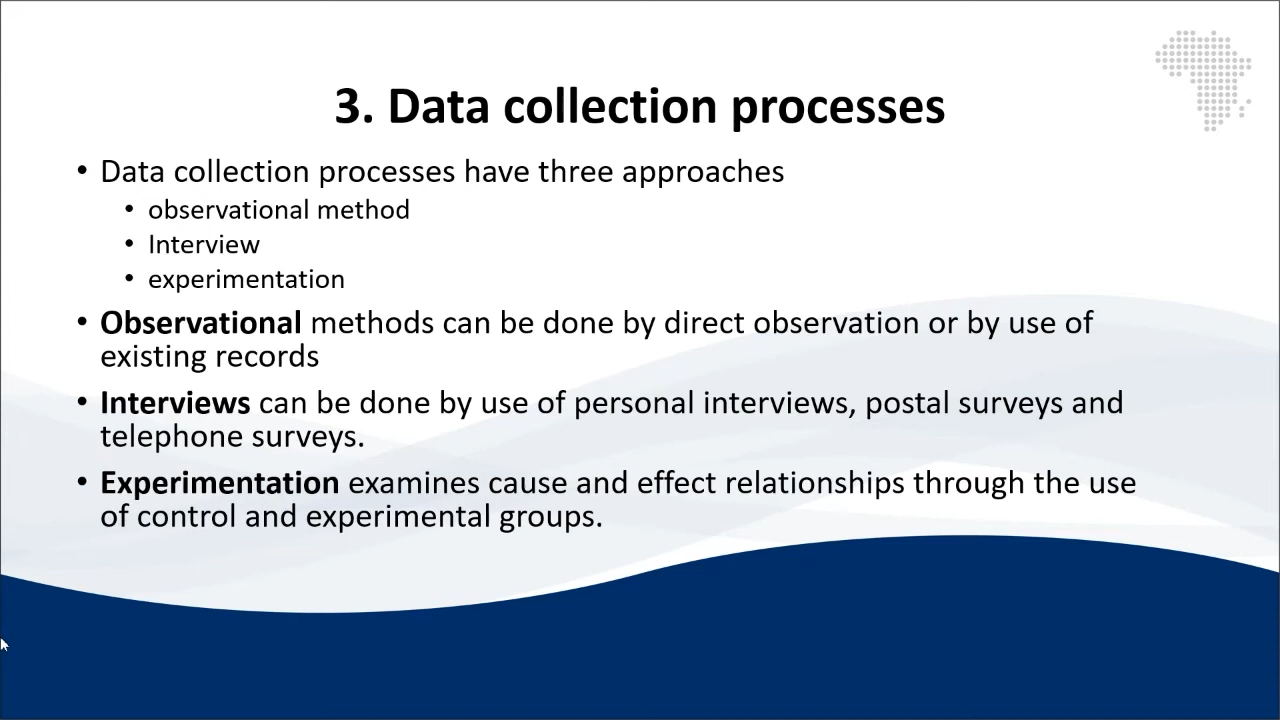 3. Data collection processes
• Data collection processes have three approaches
• observational method
• Interview
• experimentation
• Observational methods can be done by direct observation or by use of
existing records
• Interviews can be done by use of personal interviews, postal surveys and
telephone surveys.
• Experimentation examines cause and effect relationships through the use
of control and experimental groups.